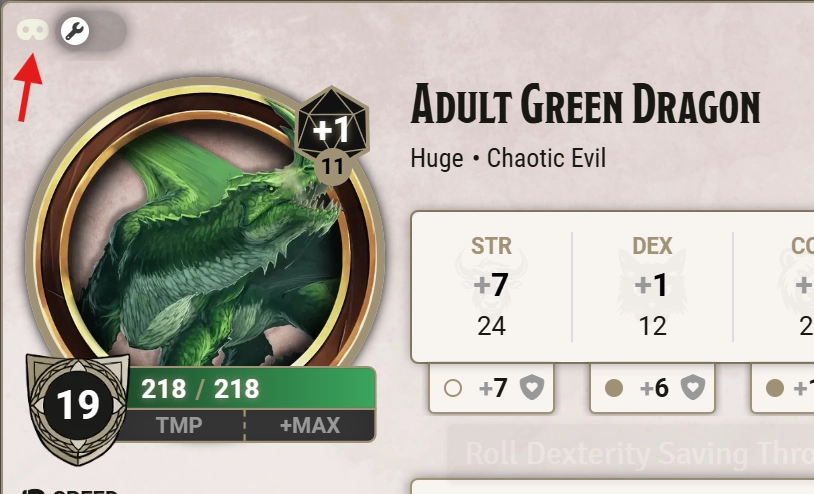 +1
11
ADULT GREEN DRAGON
Huge • Chaotic Evil
STR
+7
24
DEX
+1
12
+7
+6
19
218 / 218
TMP
+MAX
Roll Dexterity Saving